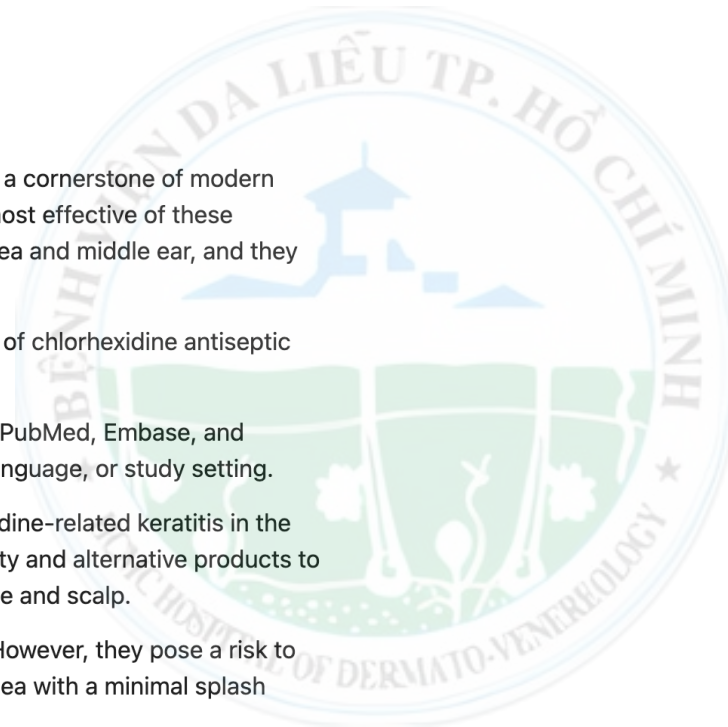 BỆNH VIỆN DA LIỄU TP. HỒ CHÍ MINH
a cornerstone of modern
ost effective of these
ea and middle ear, and they
of chlorhexidine antiseptic
PubMed, Embase, and
nguage, or study setting.
dine-related keratitis in the
ty and alternative products to
e and scalp.
However, they pose a risk to
ea with a minimal splash
HCMC HOSPITAL OF DERMATO-VENEREOLOGY